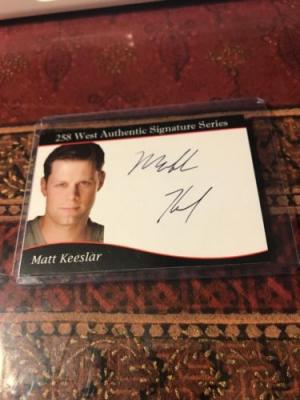 258 West Authentic Signature Series
Matt Keeslar